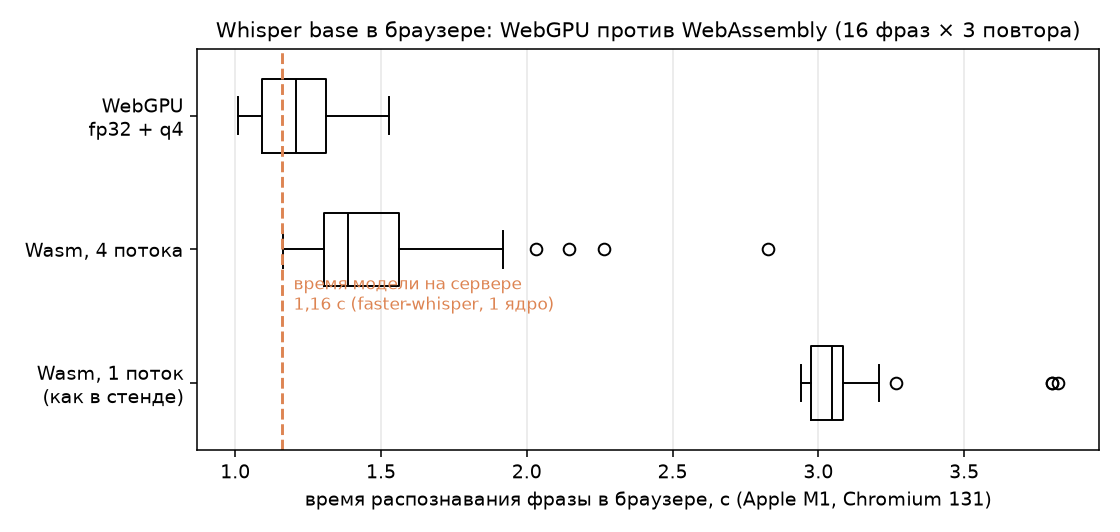 Whisper base в браузере: WebGPU против WebAssembly (16 фраз × 3 повтора)
WebGPU
fp32 + q4
Wasm, 4 потока
время модели на сервере
1,16 с (faster-whisper, 1 ядро)
Wasm, 1 поток
(как в стенде)
1.0 1.5 2.0 2.5 3.0 3.5
время распознавания фразы в браузере, с (Apple M1, Chromium 131)